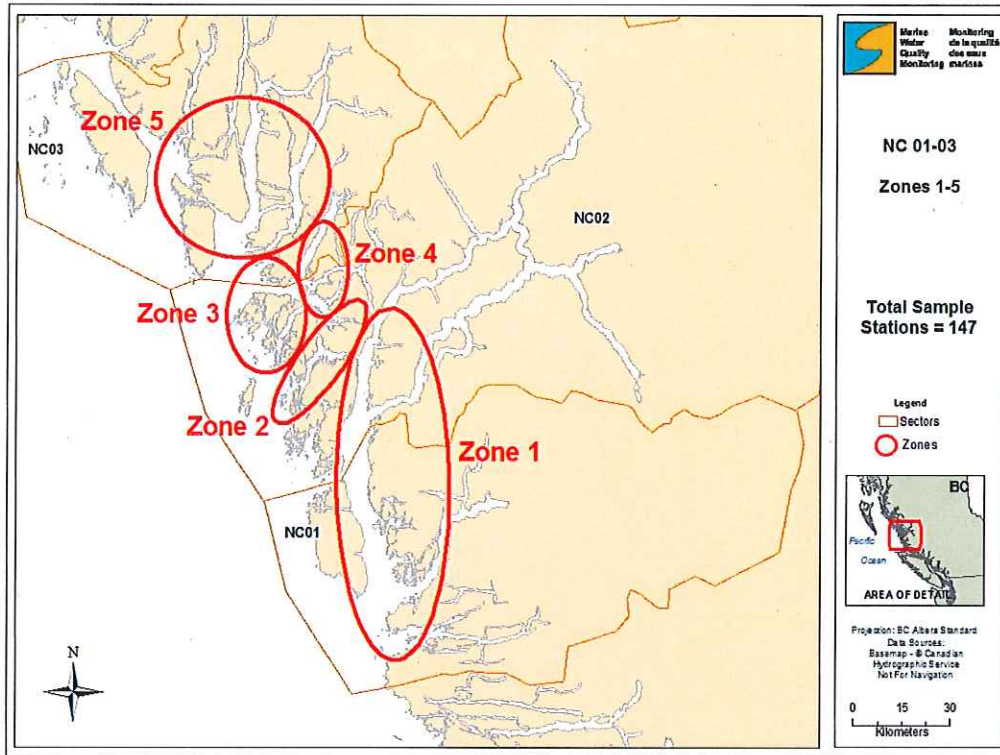 Zone 5
NC03
NC02
Zone 4
Zone 3
Zone 2
Zone 1
NC01
N
Marine Monitoring
Water de la qualité
Quality des eaux
Monitoring marines
NC 01-03
Zones 1-5
Total Sample
Stations = 147
Legend
Sectors
Zones
BC
Pacific
Ocean
AREA OF DETAIL
Projection: BC Albers Standard
Data Sources:
Basemap - © Canadian
Hydrographic Service
Not For Navigation
0 15 30
Kilometers